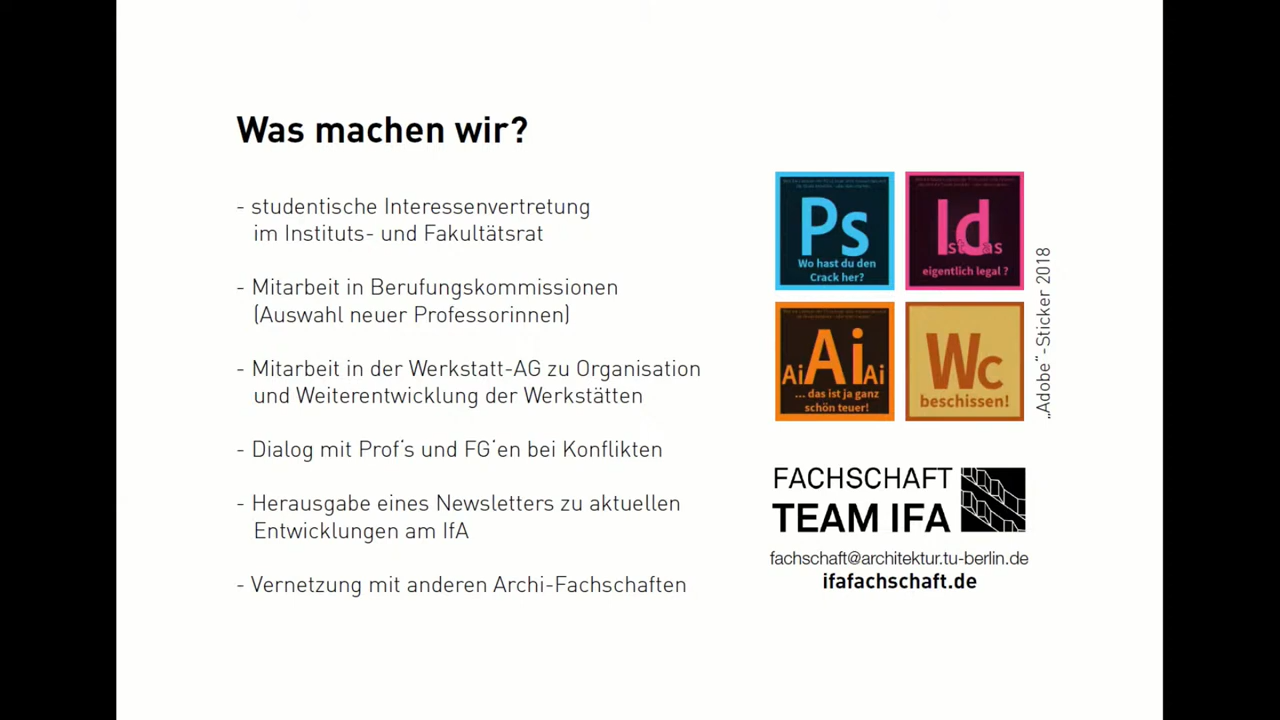 Was machen wir?
- studentische Interessenvertretung
im Instituts- und Fakultätsrat
- Mitarbeit in Berufungskommissionen
(Auswahl neuer Professorinnen)
- Mitarbeit in der Werkstatt-AG zu Organisation
und Weiterentwicklung der Werkstätten
- Dialog mit Prof‘s und FG‘en bei Konflikten
- Herausgabe eines Newsletters zu aktuellen
Entwicklungen am IfA
- Vernetzung mit anderen Archi-Fachschaften
Ps
Wo hast du den
Crack her?
Id
st das
eigentlich legal ?
Ai Ai Ai
... das ist ja ganz
schön teuer!
Wc
beschissen!
„Adobe“-Sticker 2018
FACHSCHAFT
TEAM IFA
fachschaft@architektur.tu-berlin.de
ifafachschaft.de